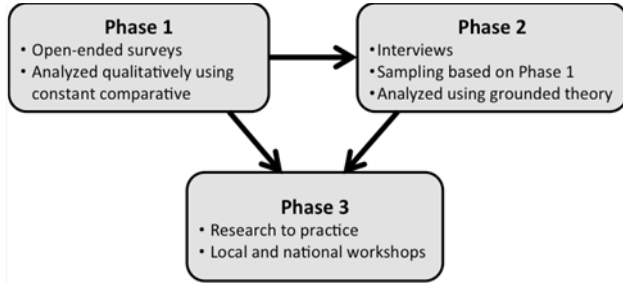 Phase 1
• Open-ended surveys
• Analyzed qualitatively using
constant comparative
Phase 2
• Interviews
• Sampling based on Phase 1
• Analyzed using grounded theory
Phase 3
• Research to practice
• Local and national workshops